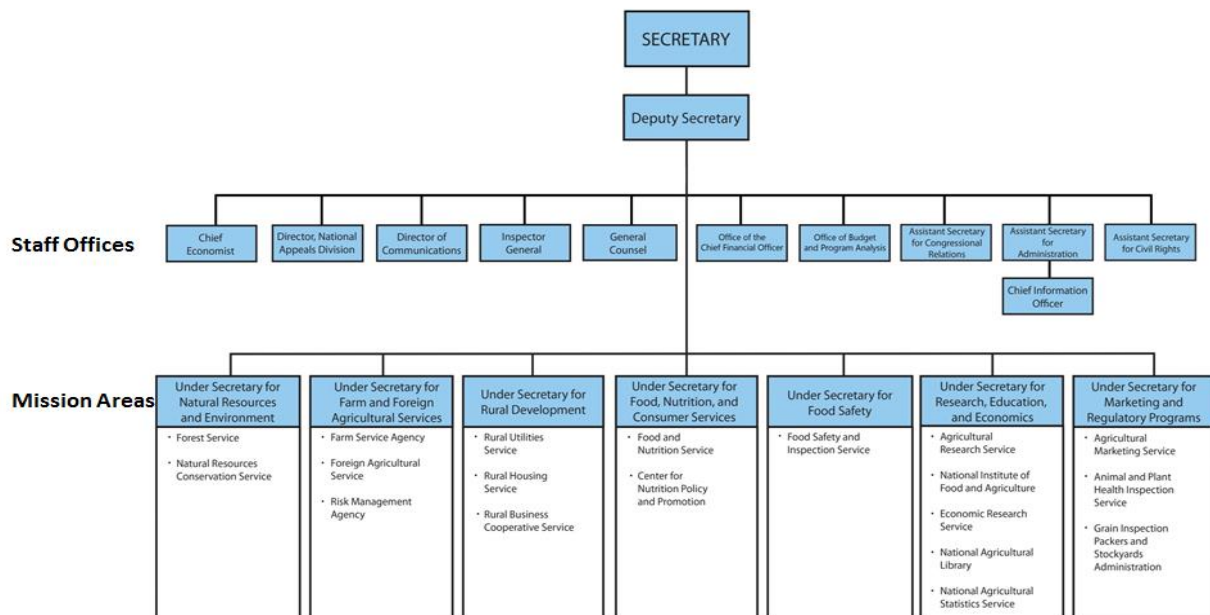 SECRETARY
Deputy Secretary
Staff Offices
Chief
Economist
Director, National
Appeals Division
Director of
Communications
Inspector
General
General
Counsel
Office of the
Chief Financial Officer
Office of Budget
and Program Analysis
Assistant Secretary
for Congressional
Relations
Assistant Secretary
for
Administration
Assistant Secretary
for Civil Rights
Chief Information
Officer
Mission Areas
Under Secretary for
Natural Resources
and Environment
• Forest Service
• Natural Resources
Conservation Service
Under Secretary for
Farm and Foreign
Agricultural Services
• Farm Service Agency
• Foreign Agricultural
Service
• Risk Management
Agency
Under Secretary for
Rural Development
• Rural Utilities
Service
• Rural Housing
Service
• Rural Business
Cooperative Service
Under Secretary for
Food, Nutrition, and
Consumer Services
• Food and
Nutrition Service
• Center for
Nutrition Policy
and Promotion
Under Secretary
for Food Safety
• Food Safety and
Inspection Service
Under Secretary for
Research, Education,
and Economics
• Agricultural
Research Service
• National Institute of
Food and Agriculture
• Economic Research
Service
• National Agricultural
Library
• National Agricultural
Statistics Service
Under Secretary for
Marketing and
Regulatory Programs
• Agricultural
Marketing Service
• Animal and Plant
Health Inspection
Service
• Grain Inspection
Packers and
Stockyards
Administration